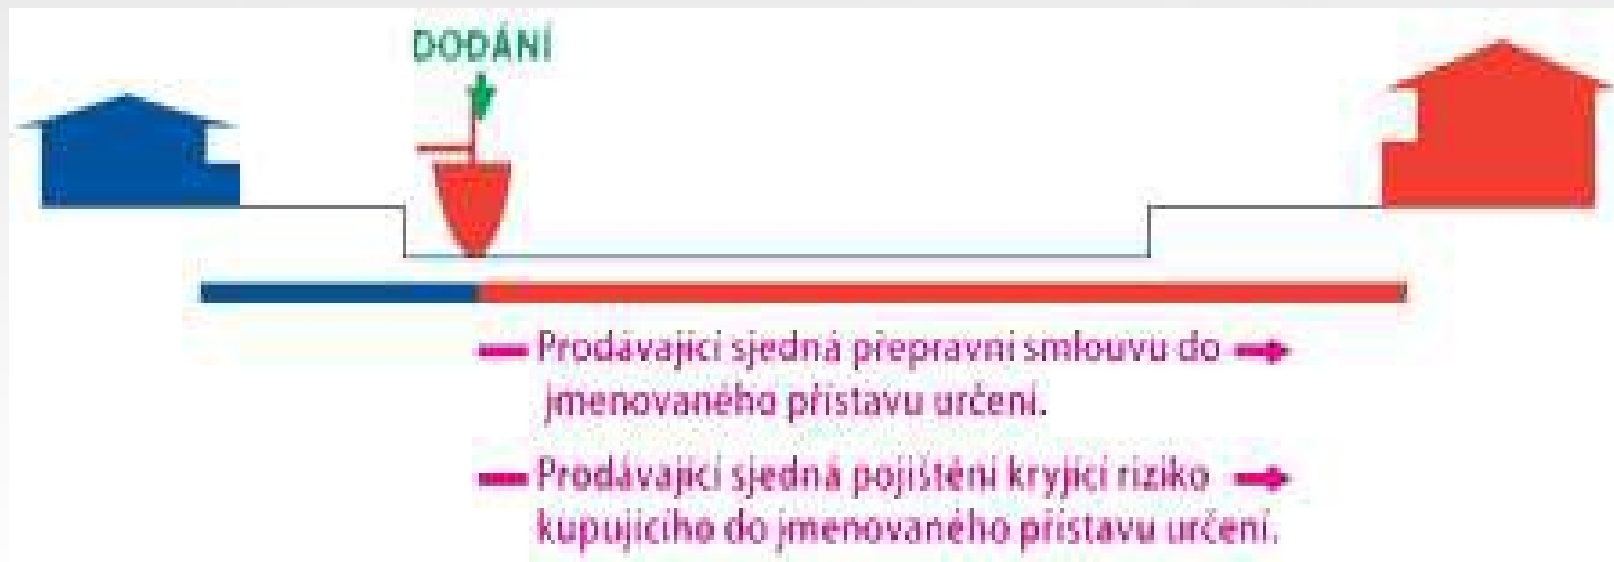 DODÁNÍ
Prodávající sjedná přepravní smlouvu do
jmenovaného přístavu určení.
Prodávající sjedná pojištění kryjící riziko
kupujícího do jmenovaného přístavu určení.